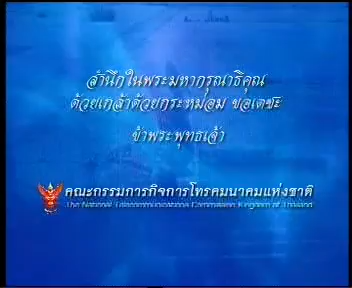 สำนึกในพระมหากรุณาธิคุณ
ด้วยเกล้าด้วยกระหม่อม ขอเดชะ
ข้าพระพุทธเจ้า
คณะกรรมการกิจการโทรคมนาคมแห่งชาติ
The National Telecommunications Commission Kingdom of Thailand